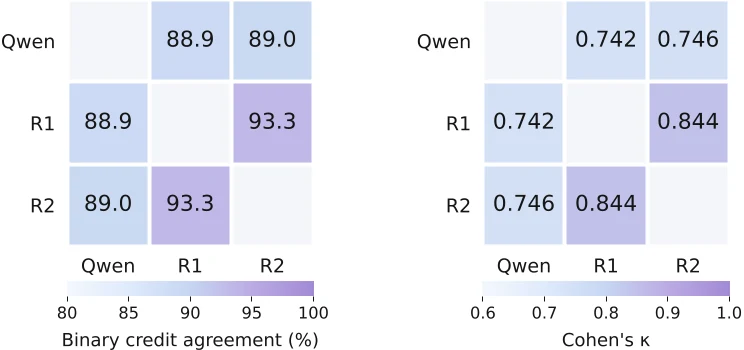 Qwen 88.9 89.0
R1 88.9 93.3
R2 89.0 93.3
Qwen R1 R2
80 85 90 95 100
Binary credit agreement (%)
Qwen 0.742 0.746
R1 0.742 0.844
R2 0.746 0.844
Qwen R1 R2
0.6 0.7 0.8 0.9 1.0
Cohen's κ